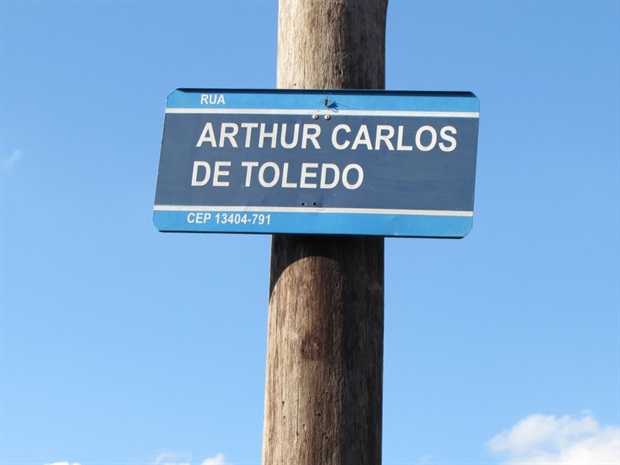 RUA
ARTHUR CARLOS
DE TOLEDO
CEP 13404-791